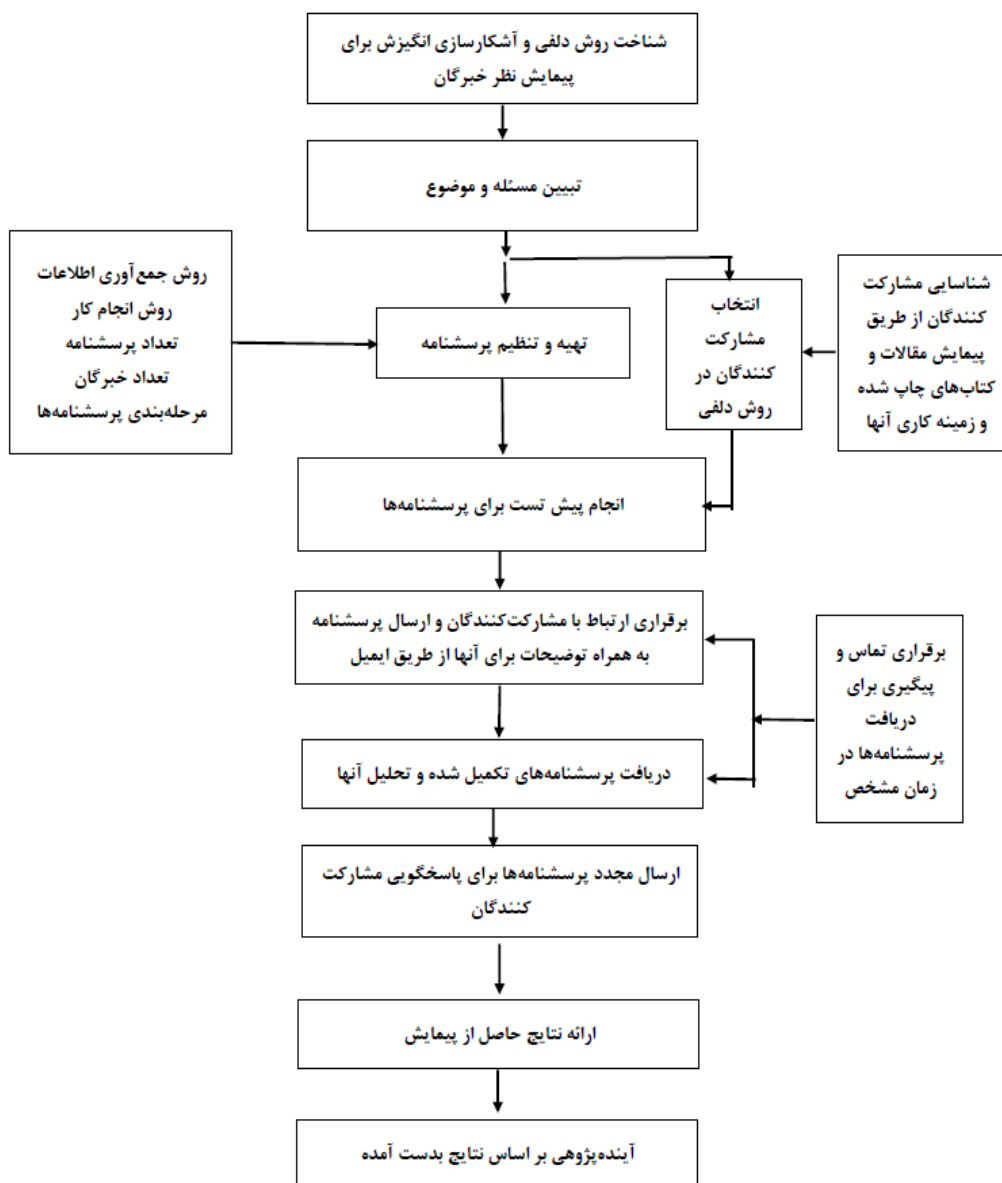 شناخت روش دلفی و آشکارسازی انگیزش برای
پیمایش نظر خبرگان
تبیین مسئله و موضوع
روش جمع‌آوری اطلاعات
روش انجام کار
تعداد پرسشنامه
تعداد خبرگان
مرحله‌بندی پرسشنامه‌ها
تهیه و تنظیم پرسشنامه
انتخاب
مشارکت
کنندگان در
روش دلفی
شناسایی مشارکت
کنندگان از طریق
پیمایش مقالات و
کتاب‌های چاپ شده
و زمینه کاری آنها
انجام پیش تست برای پرسشنامه‌ها
برقراری ارتباط با مشارکت‌کنندگان و ارسال پرسشنامه
به همراه توضیحات برای آنها از طریق ایمیل
برقراری تماس و
پیگیری برای
دریافت
پرسشنامه‌ها در
زمان مشخص
دریافت پرسشنامه‌های تکمیل شده و تحلیل آنها
ارسال مجدد پرسشنامه‌ها برای پاسخگویی مشارکت
کنندگان
ارائه نتایج حاصل از پیمایش
آینده‌پژوهی بر اساس نتایج بدست آمده